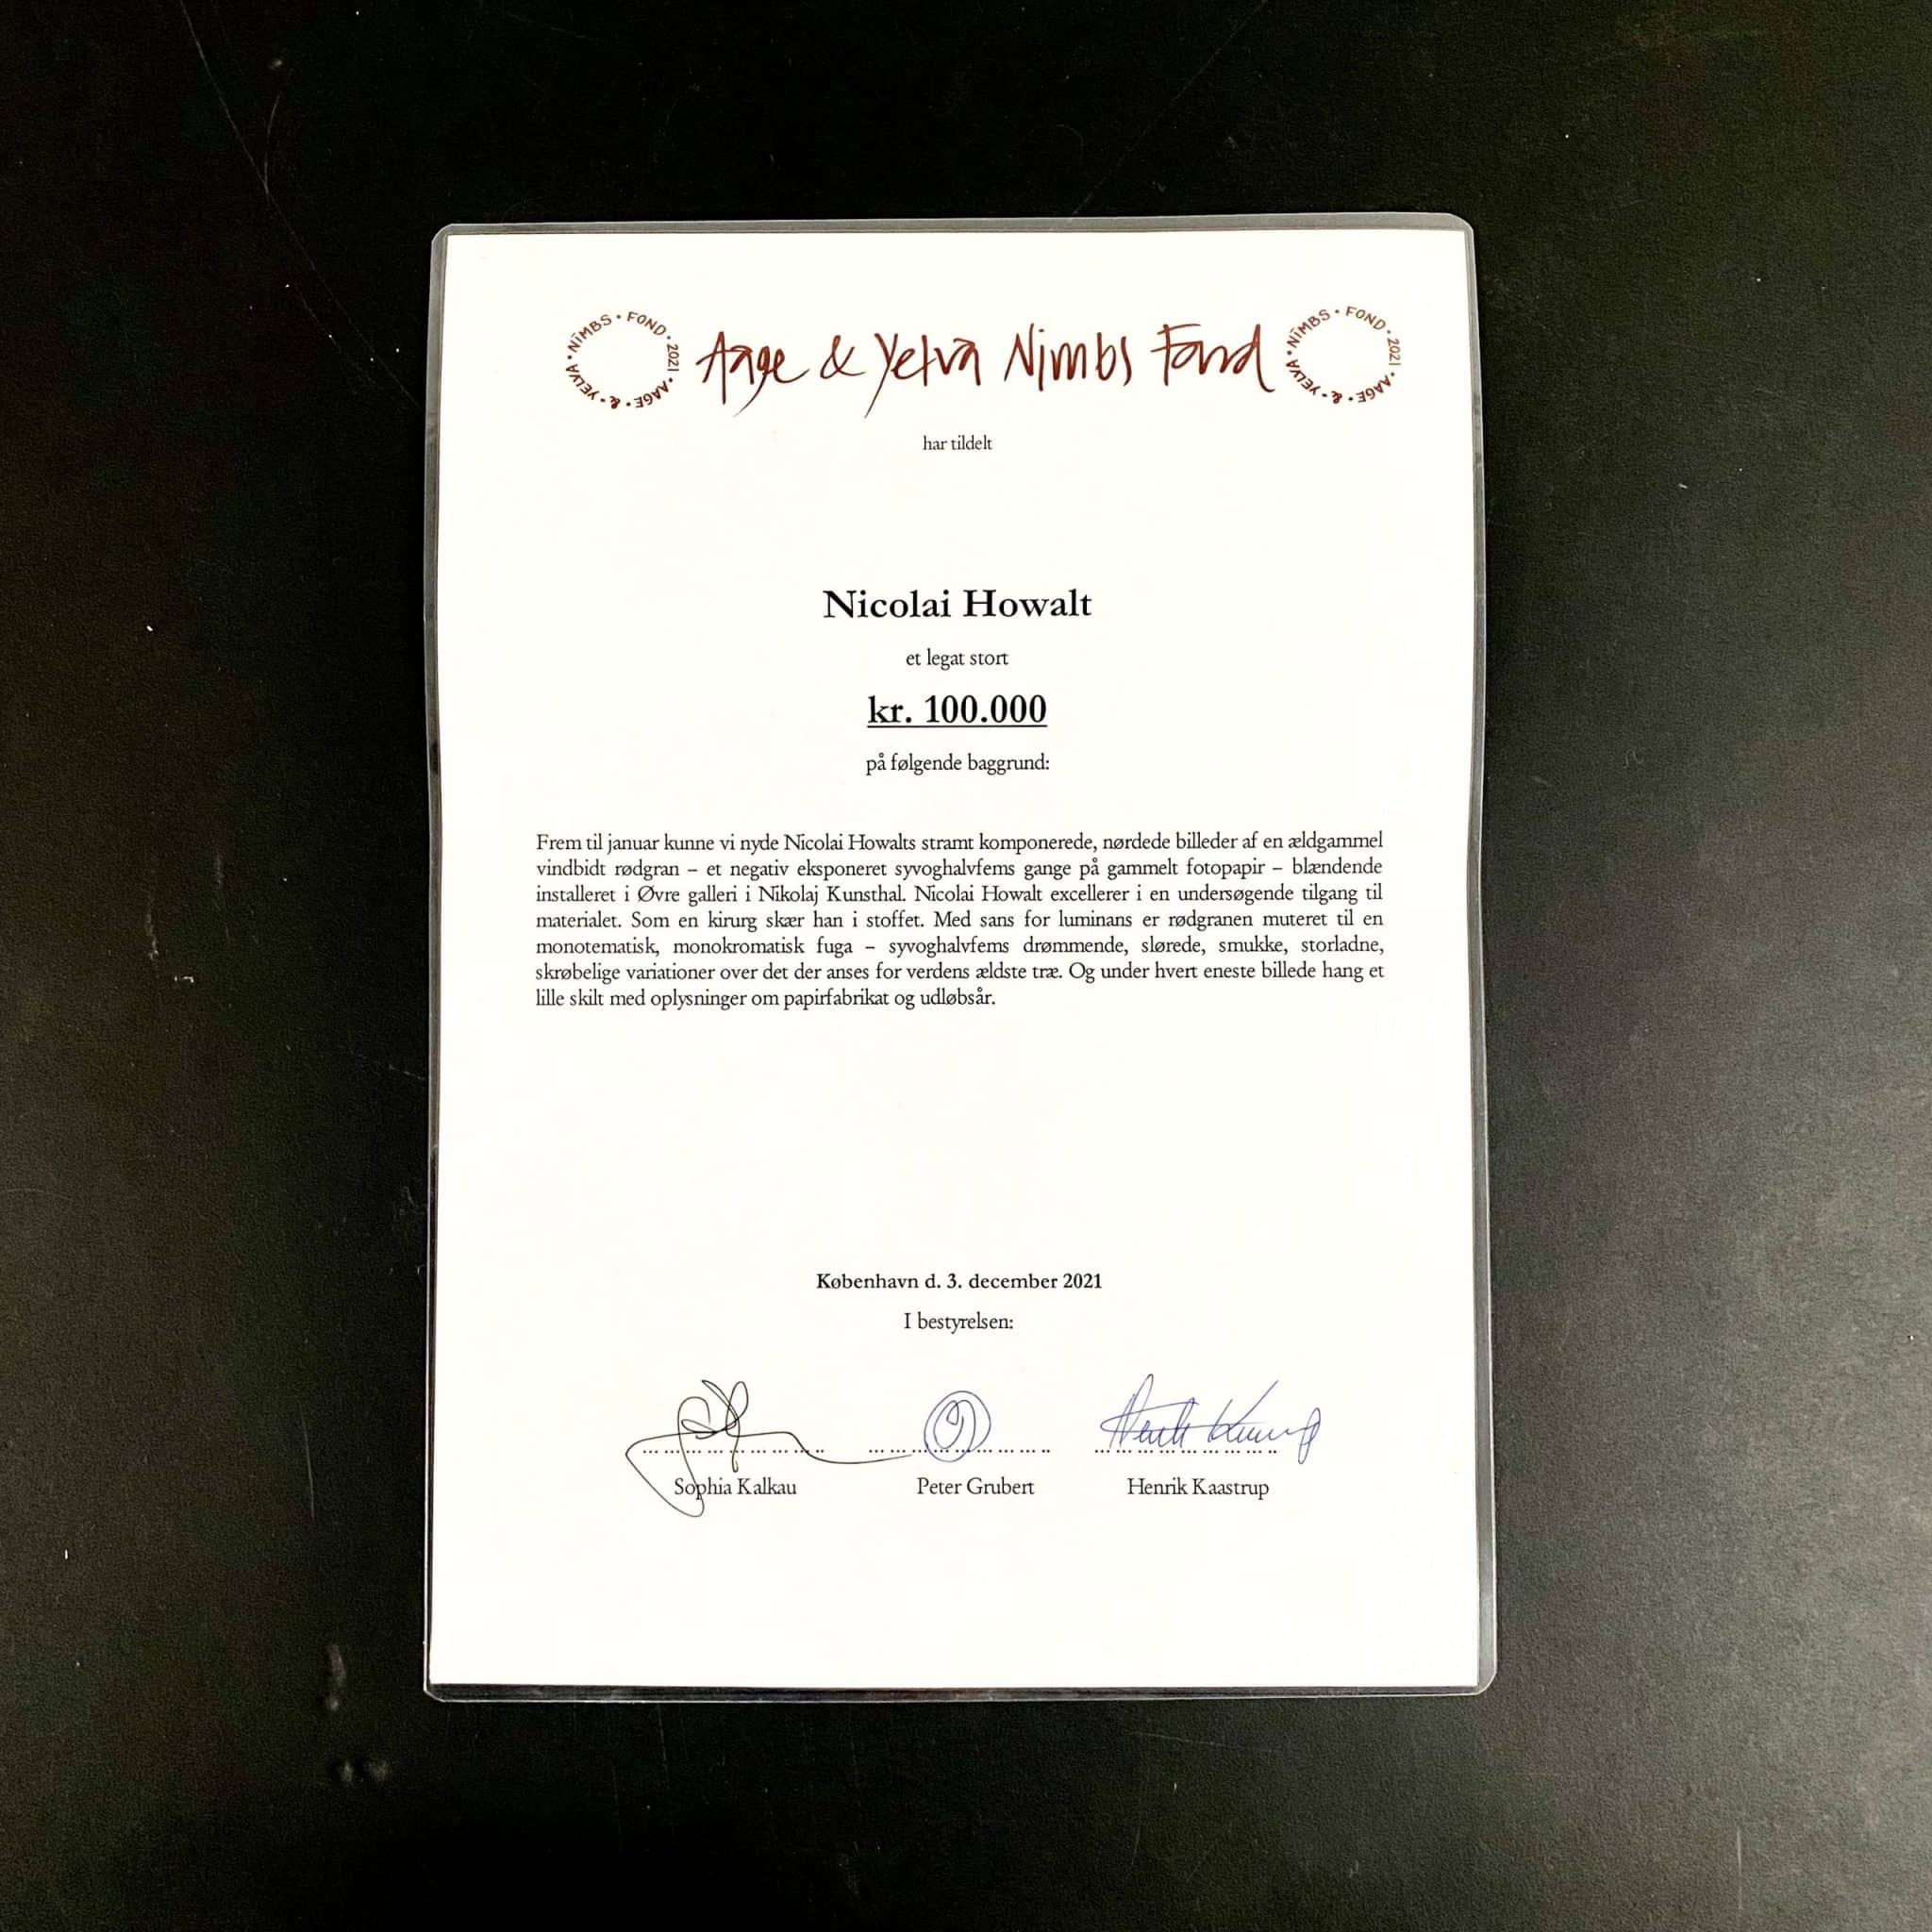 NIMBS • FOND • 2021 • AAGE • & • YELVA •
Aage & Yelva Nimbs Fond
NIMBS • FOND • 2021 • AAGE • & • YELVA •
har tildelt
Nicolai Howalt
et legat stort
kr. 100.000
på følgende baggrund:
Frem til januar kunne vi nyde Nicolai Howalts stramt komponerede, nørdede billeder af en ældgammel
vindbidt rødgran – et negativ eksponeret syvoghalvfems gange på gammelt fotopapir – blændende
installeret i Øvre galleri i Nikolaj Kunsthal. Nicolai Howalt excellerer i en undersøgende tilgang til
materialet. Som en kirurg skær han i stoffet. Med sans for luminans er rødgranen muteret til en
monotematisk, monokromatisk fuga – syvoghalvfems drømmende, slørede, smukke, storladne,
skrøbelige variationer over det der anses for verdens ældste træ. Og under hvert eneste billede hang et
lille skilt med oplysninger om papirfabrikat og udløbsår.
København d. 3. december 2021
I bestyrelsen:
Sophia Kalkau Peter Grubert Henrik Kaastrup